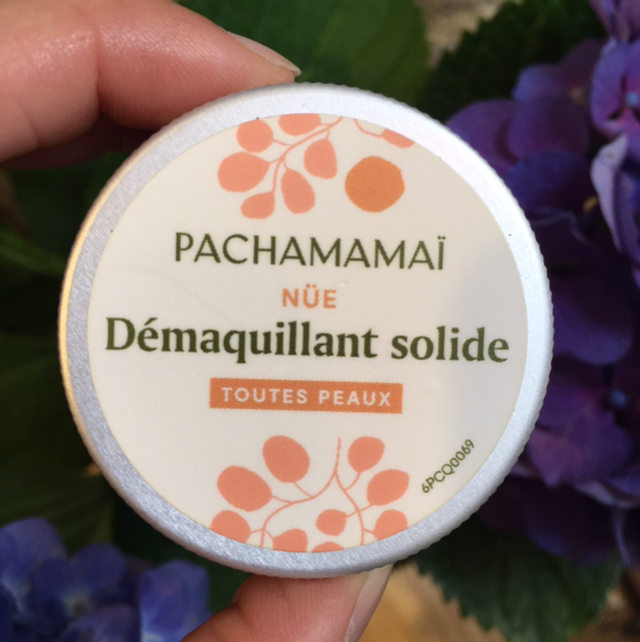 PACHAMAMAÏ
NÜE
Démaquillant solide
TOUTES PEAUX
6PCQ0069